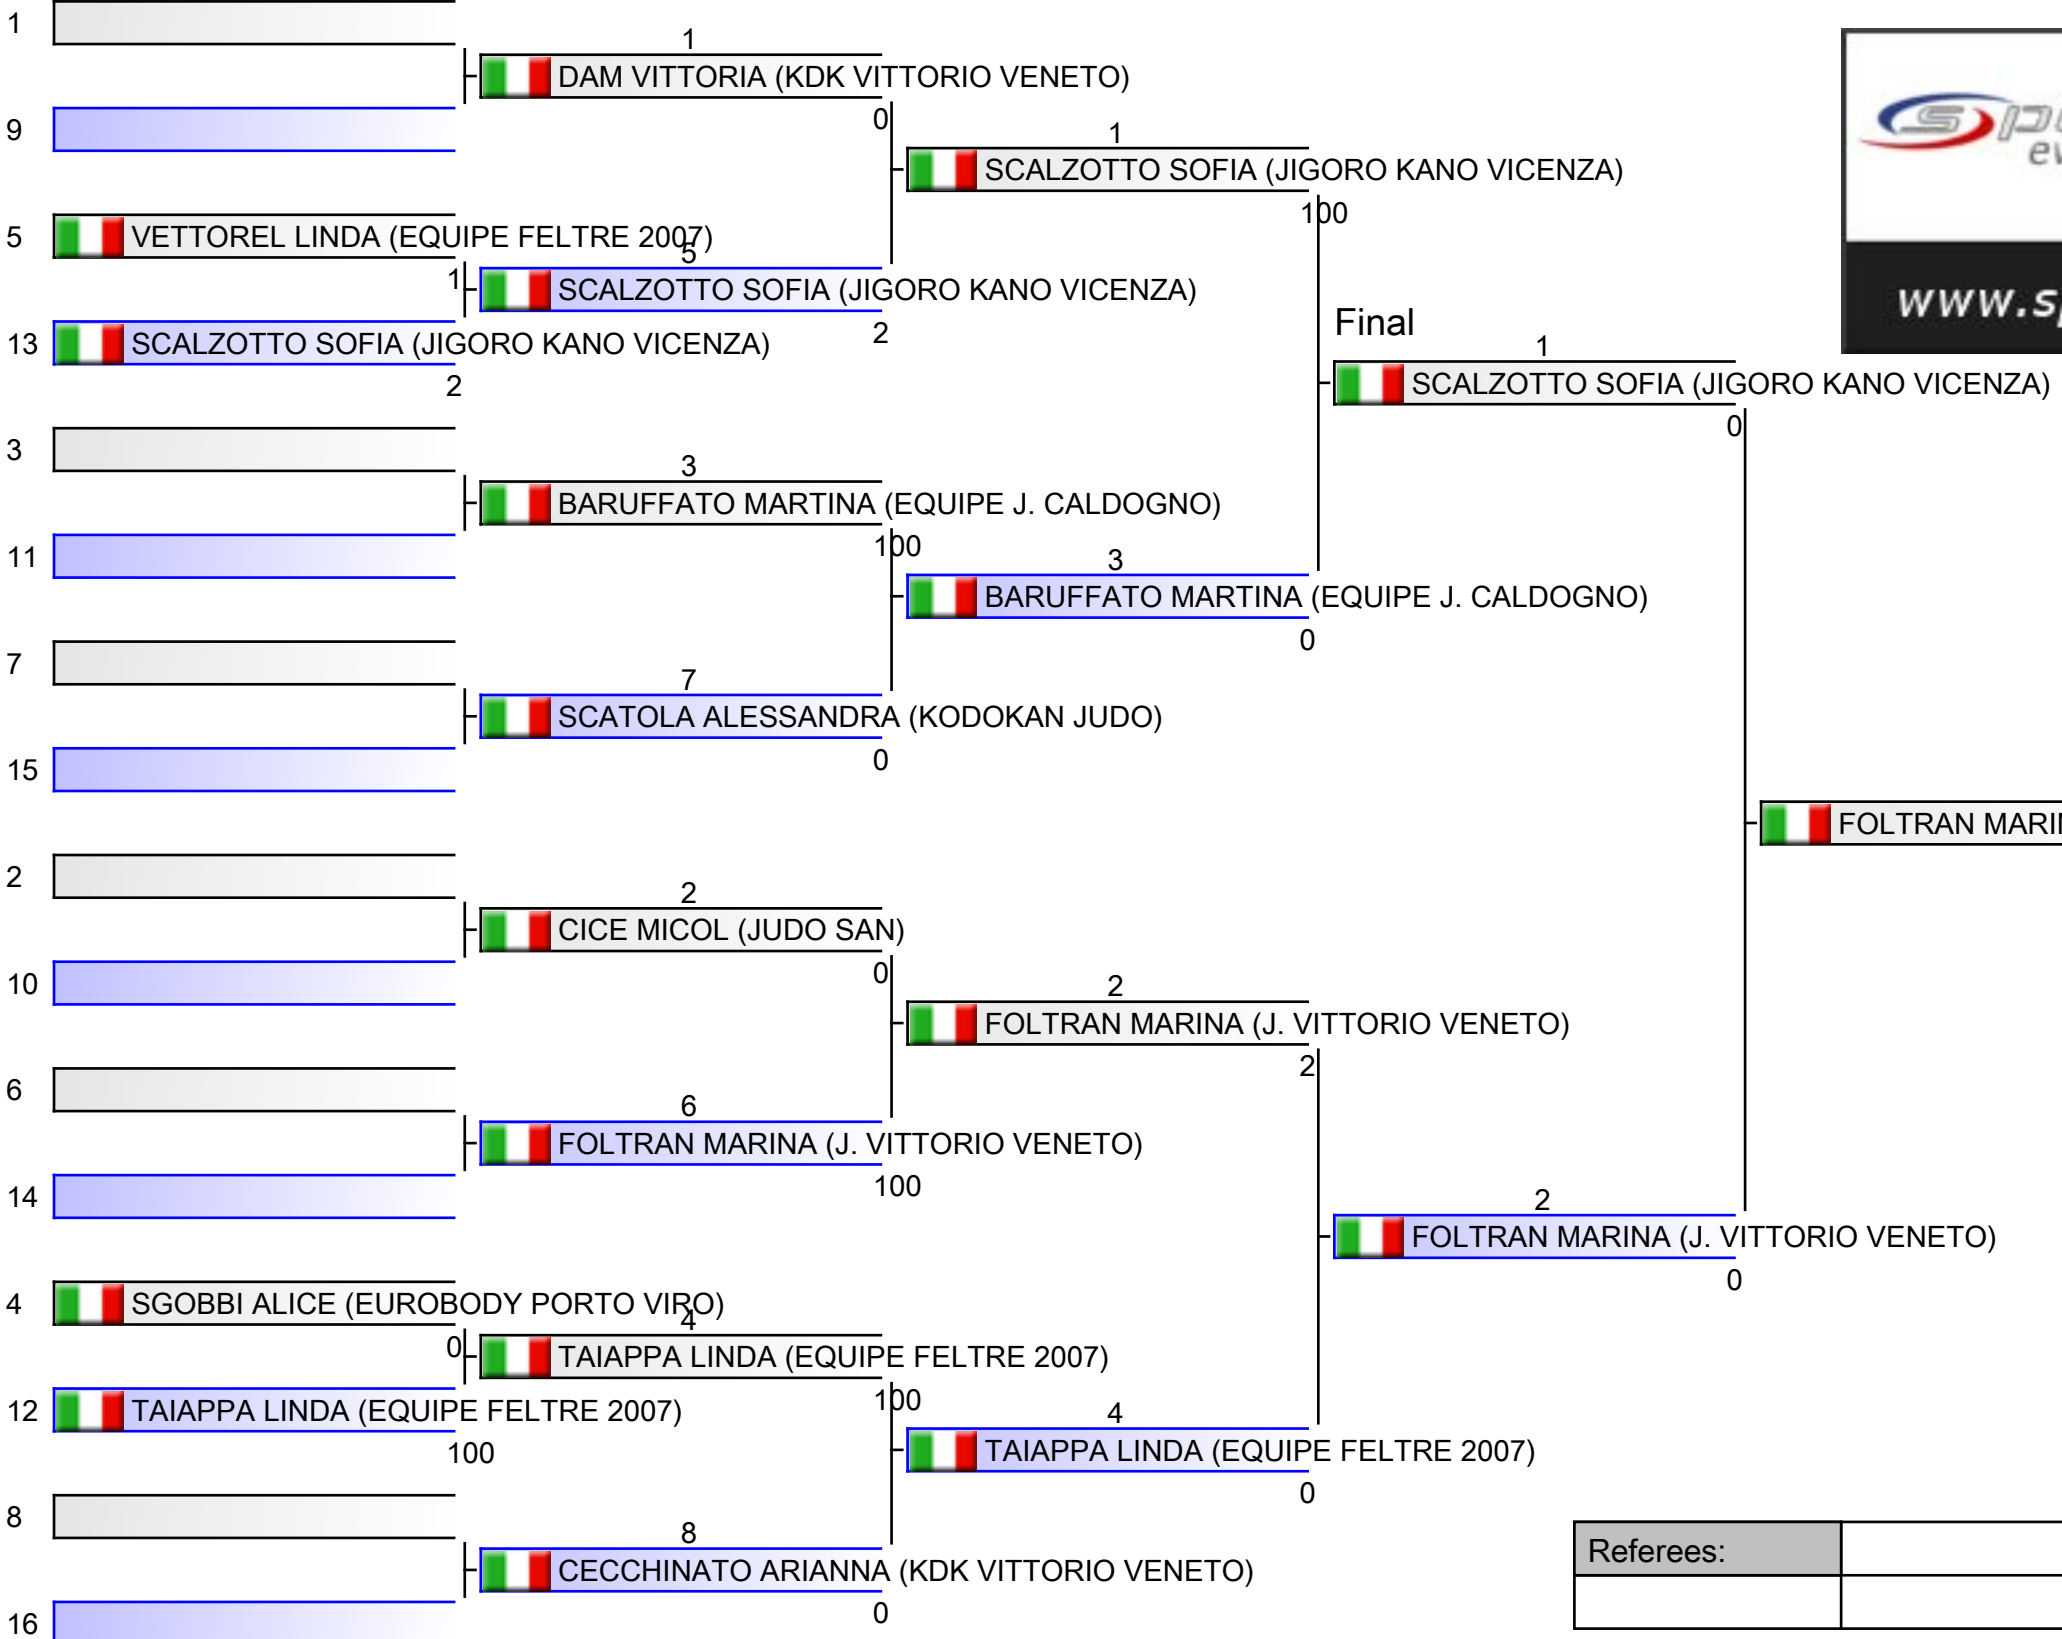 1
1
DAM VITTORIA (KDK VITTORIO VENETO)
9
0
1
SCALZOTTO SOFIA (JIGORO KANO VICENZA)
100
5
VETTOREL LINDA (EQUIPE FELTRE 2007)
5
1
SCALZOTTO SOFIA (JIGORO KANO VICENZA)
2
13
SCALZOTTO SOFIA (JIGORO KANO VICENZA)
2
Final
1
SCALZOTTO SOFIA (JIGORO KANO VICENZA)
0
3
3
BARUFFATO MARTINA (EQUIPE J. CALDOGNO)
100
11
3
BARUFFATO MARTINA (EQUIPE J. CALDOGNO)
0
7
7
SCATOLA ALESSANDRA (KODOKAN JUDO)
0
15
FOLTRAN
2
2
CICE MICOL (JUDO SAN)
0
10
2
FOLTRAN MARINA (J. VITTORIO VENETO)
2
6
6
FOLTRAN MARINA (J. VITTORIO VENETO)
100
14
2
FOLTRAN MARINA (J. VITTORIO VENETO)
0
4
SGOBBI ALICE (EUROBODY PORTO VIRO)
4
0
TAIAPPA LINDA (EQUIPE FELTRE 2007)
100
12
TAIAPPA LINDA (EQUIPE FELTRE 2007)
100
4
TAIAPPA LINDA (EQUIPE FELTRE 2007)
0
8
8
CECCHINATO ARIANNA (KDK VITTORIO VENETO)
0
16
Referees: